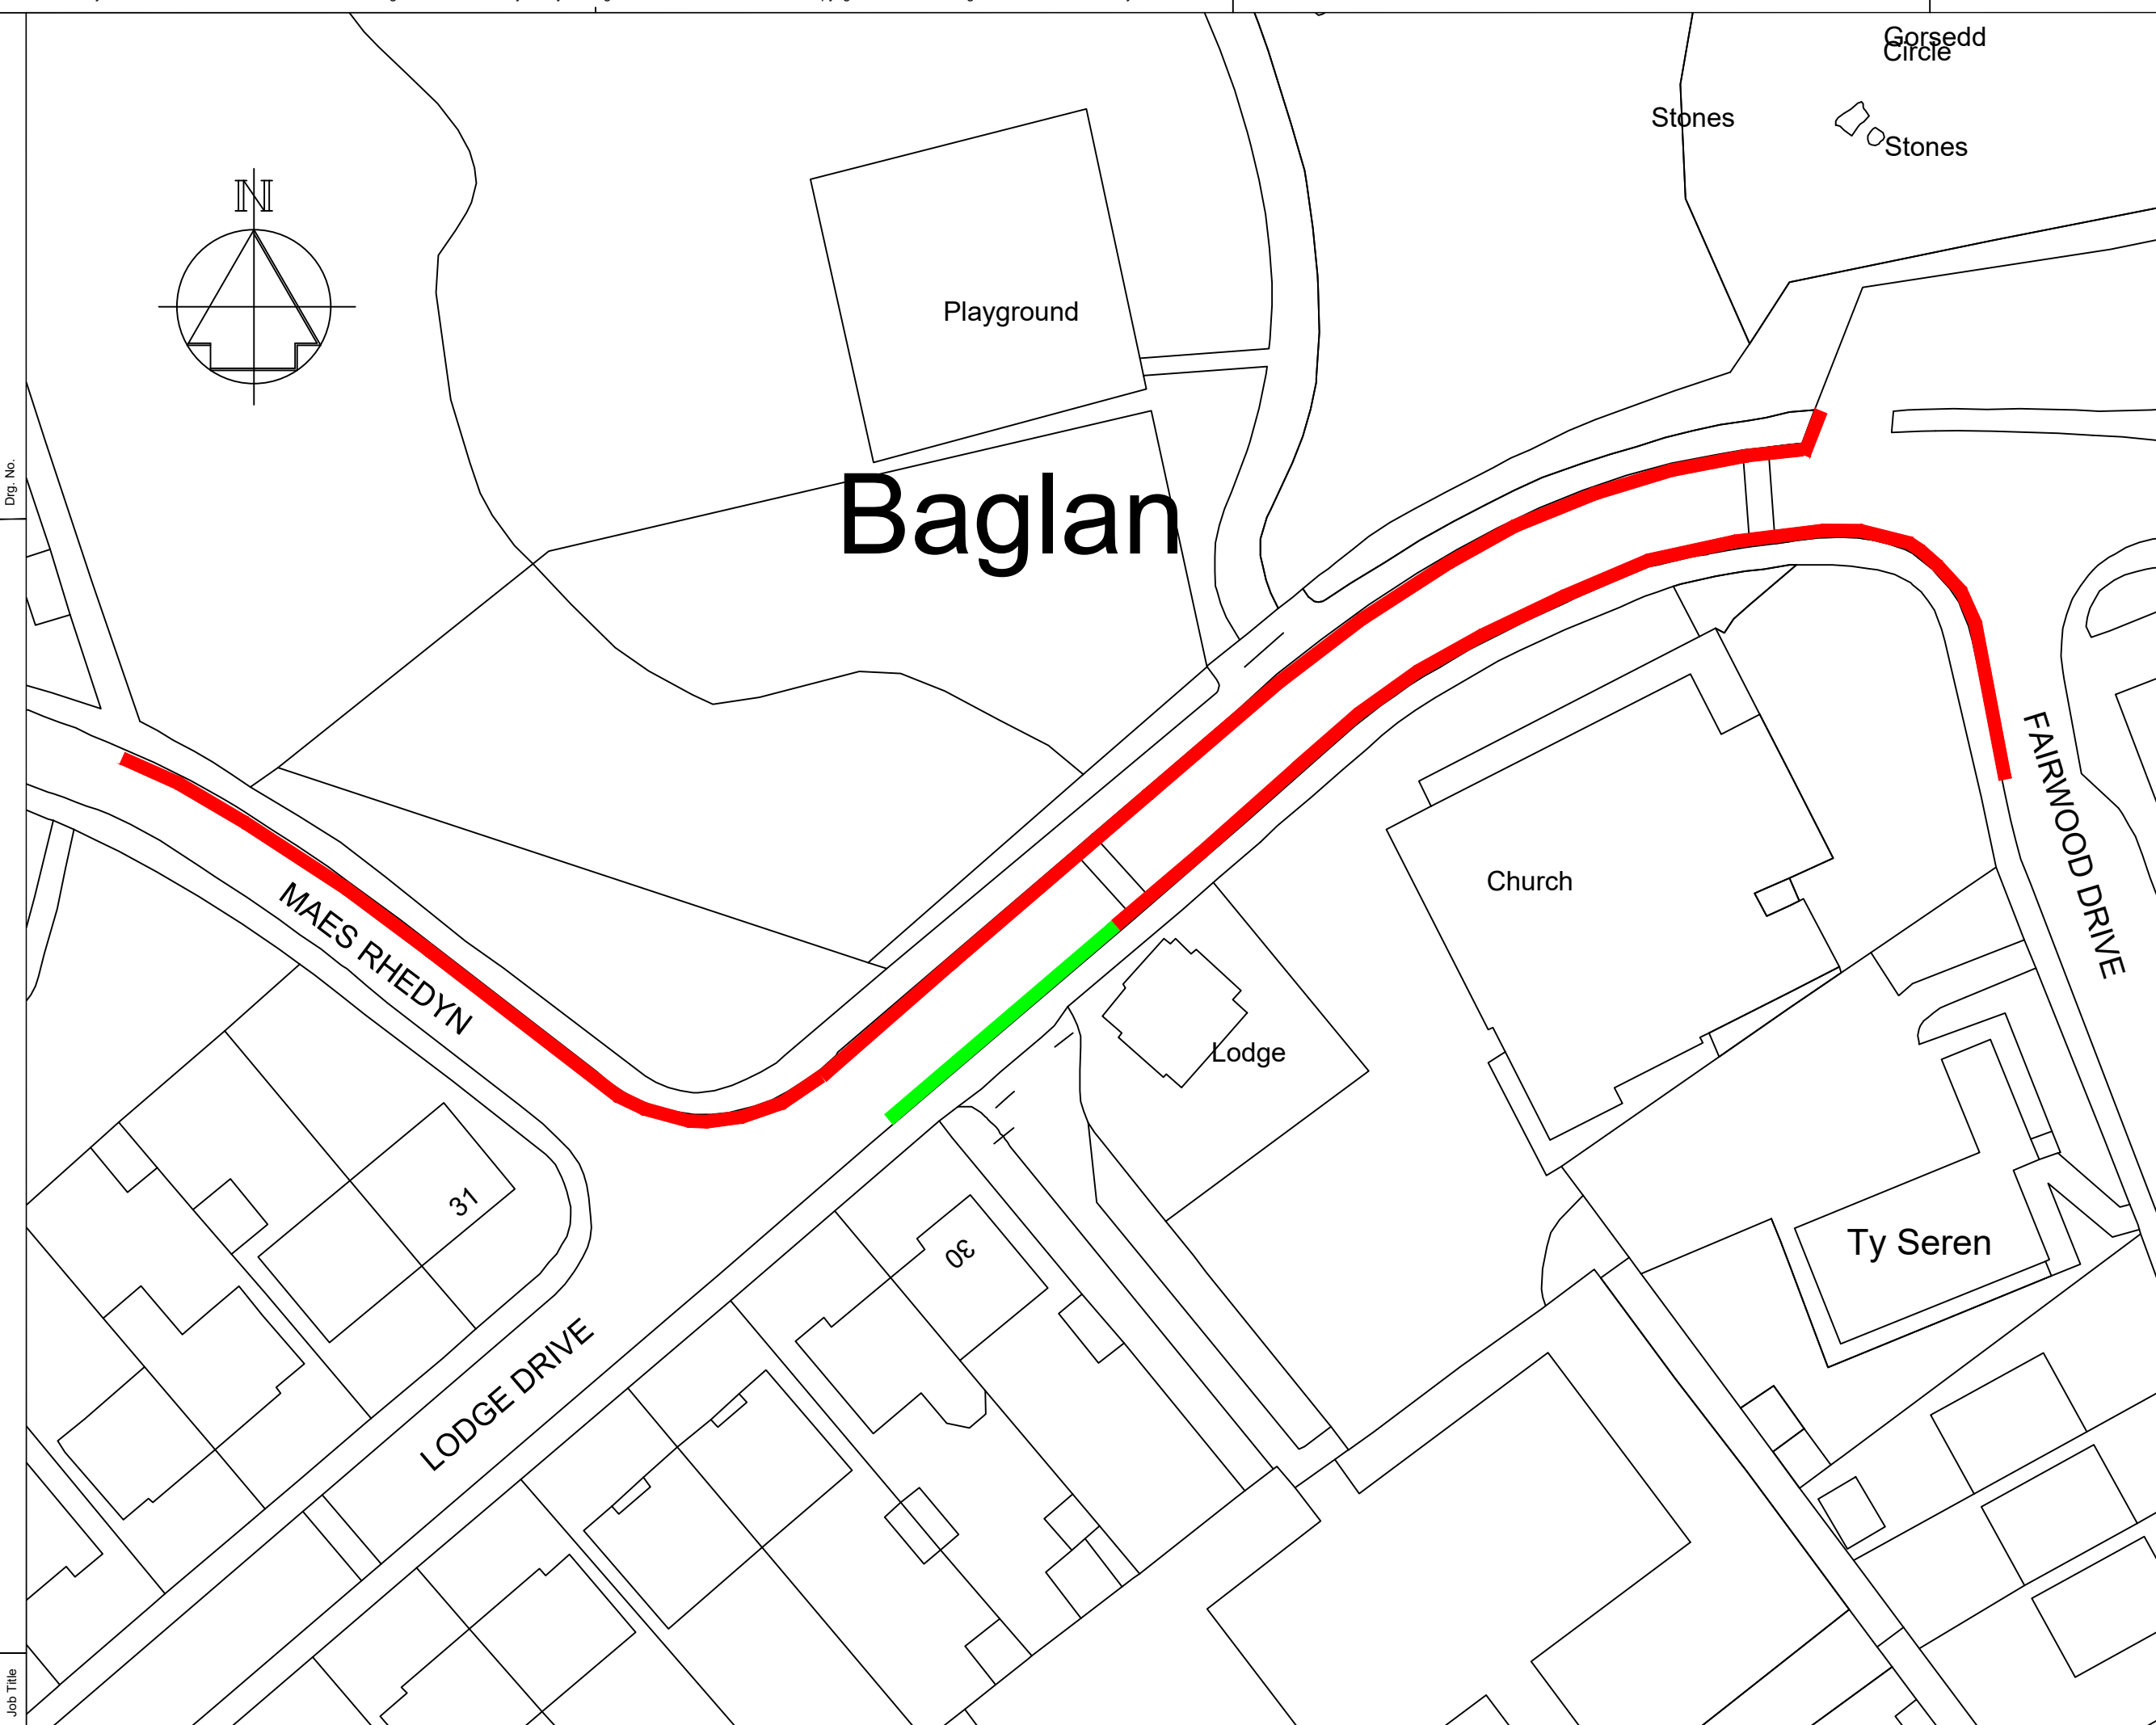 Gorsedd
Circle
Stones
Stones
N
Playground
Drg. No.
Baglan
FAIRWOOD DRIVE
MAES RHEDYN
Church
Lodge
31
30
Ty Seren
LODGE DRIVE
Job Title